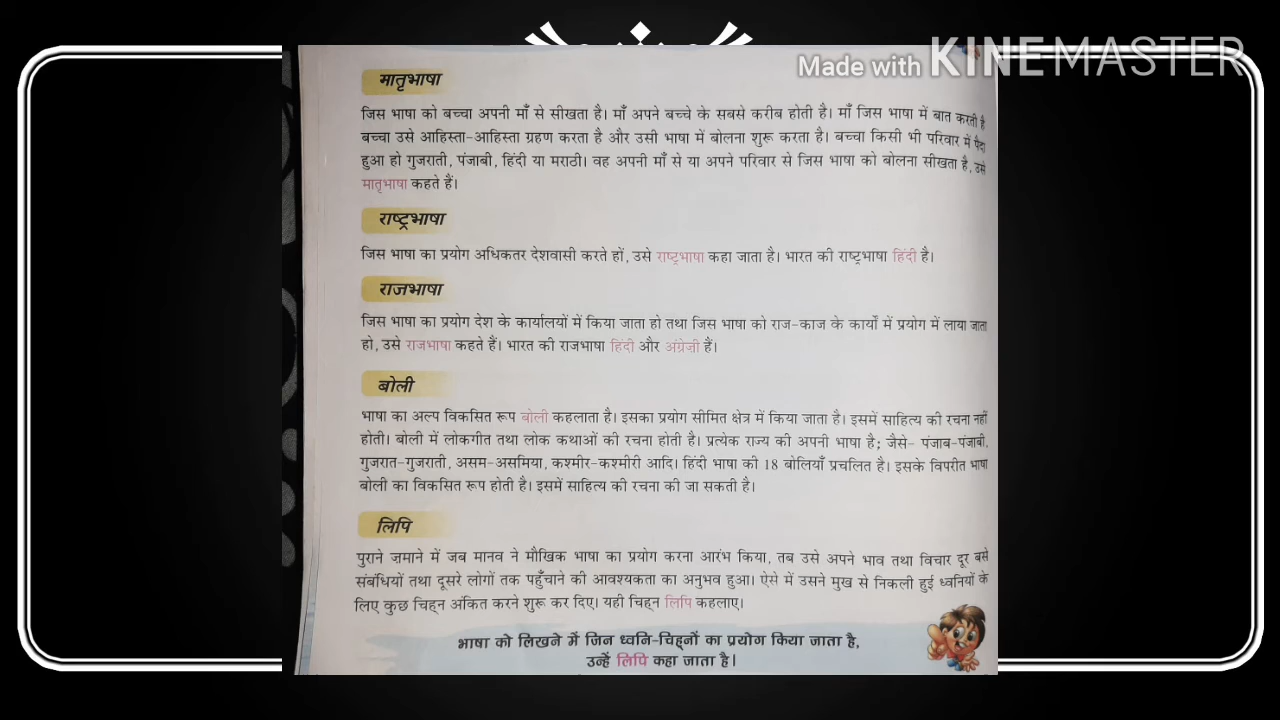 Made with KINEMASTER
मातृभाषा
जिस भाषा को बच्चा अपनी माँ से सीखता है। माँ अपने बच्चे के सबसे करीब होती है। माँ जिस भाषा में बात करती है
बच्चा उसे आहिस्ता-आहिस्ता ग्रहण करता है और उसी भाषा में बोलना शुरू करता है। बच्चा किसी भी परिवार में पैदा
हुआ हो गुजराती, पंजाबी, हिंदी या मराठी। वह अपनी माँ से या अपने परिवार से जिस भाषा को बोलना सीखता है, उसे
मातृभाषा कहते हैं।
राष्ट्रभाषा
जिस भाषा का प्रयोग अधिकतर देशवासी करते हों, उसे राष्ट्रभाषा कहा जाता है। भारत की राष्ट्रभाषा हिंदी है।
राजभाषा
जिस भाषा का प्रयोग देश के कार्यालयों में किया जाता हो तथा जिस भाषा को राज-काज के कार्यों में प्रयोग में लाया जाता
हो, उसे राजभाषा कहते हैं। भारत की राजभाषा हिंदी और अंग्रेज़ी हैं।
बोली
भाषा का अल्प विकसित रूप बोली कहलाता है। इसका प्रयोग सीमित क्षेत्र में किया जाता है। इसमें साहित्य की रचना नहीं
होती। बोली में लोकगीत तथा लोक कथाओं की रचना होती है। प्रत्येक राज्य की अपनी भाषा है; जैसे- पंजाब-पंजाबी,
गुजरात-गुजराती, असम-असमिया, कश्मीर-कश्मीरी आदि। हिंदी भाषा की 18 बोलियाँ प्रचलित है। इसके विपरीत भाषा
बोली का विकसित रूप होती है। इसमें साहित्य की रचना की जा सकती है।
लिपि
पुराने ज़माने में जब मानव ने मौखिक भाषा का प्रयोग करना आरंभ किया, तब उसे अपने भाव तथा विचार दूर बसे
संबंधियों तथा दूसरे लोगों तक पहुँचाने की आवश्यकता का अनुभव हुआ। ऐसे में उसने मुख से निकली हुई ध्वनियों के
लिए कुछ चिह्न अंकित करने शुरू कर दिए। यही चिह्न लिपि कहलाए।
भाषा को लिखने में जिन ध्वनि-चिह्नों का प्रयोग किया जाता है,
उन्हें लिपि कहा जाता है।